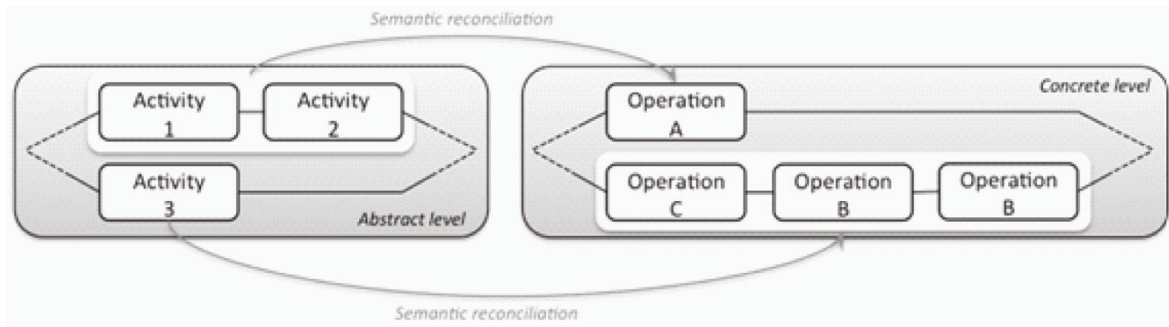 Semantic reconciliation
Activity
1
Activity
2
Activity
3
Abstract level
Concrete level
Operation
A
Operation
C
Operation
B
Operation
B
Semantic reconciliation